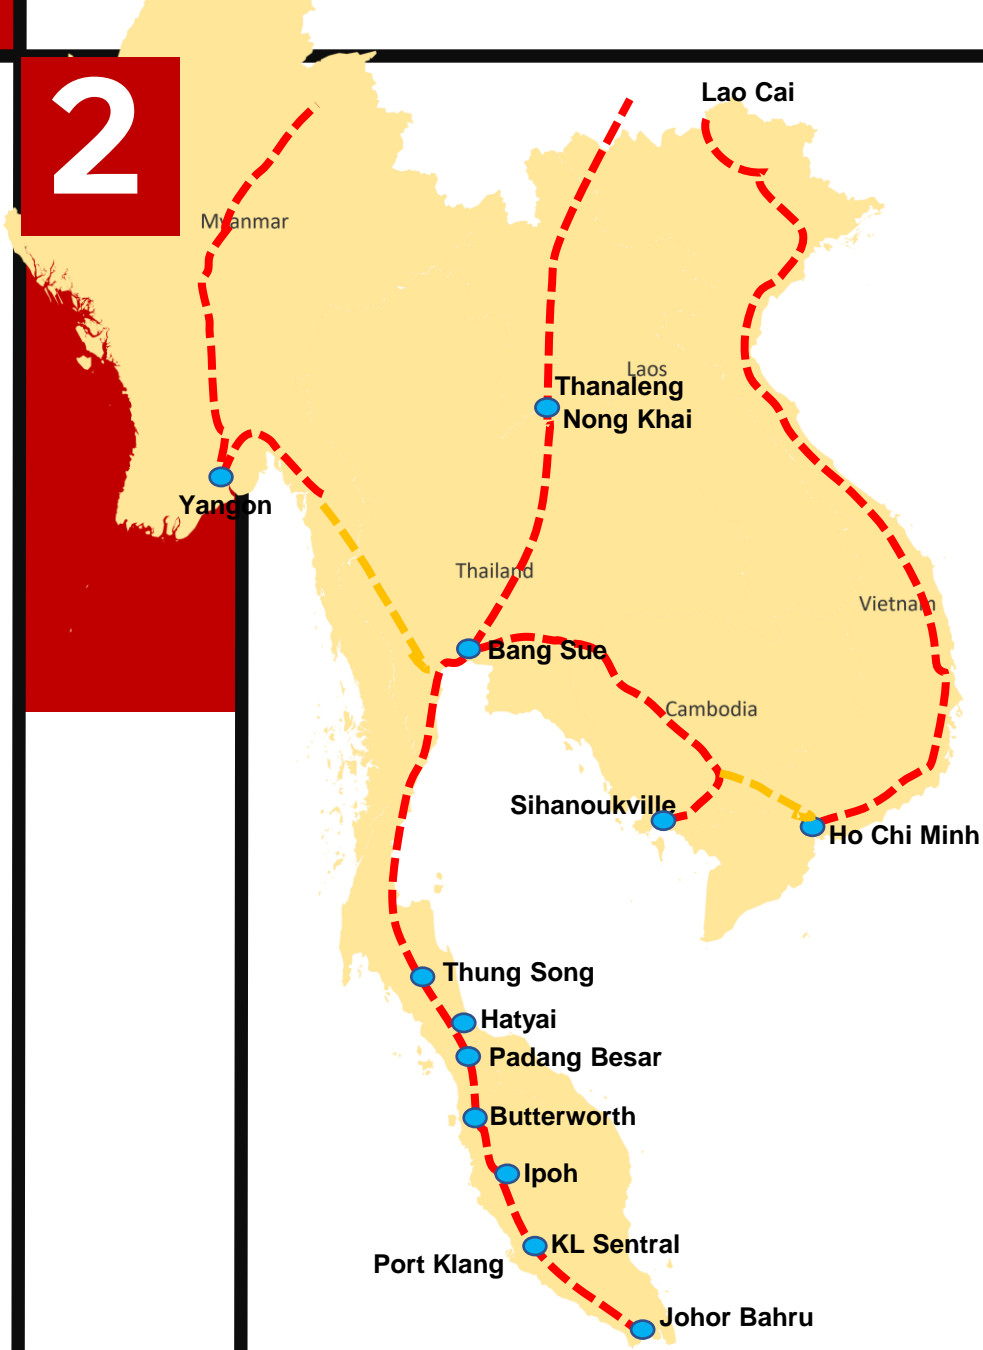 2
Lao Cai
Myanmar
Laos
Thanaleng
Nong Khai
Yangon
Thailand
Vietnam
Bang Sue
Cambodia
Sihanoukville
Ho Chi Minh
Thung Song
Hatyai
Padang Besar
Butterworth
Ipoh
KL Sentral
Port Klang
Johor Bahru